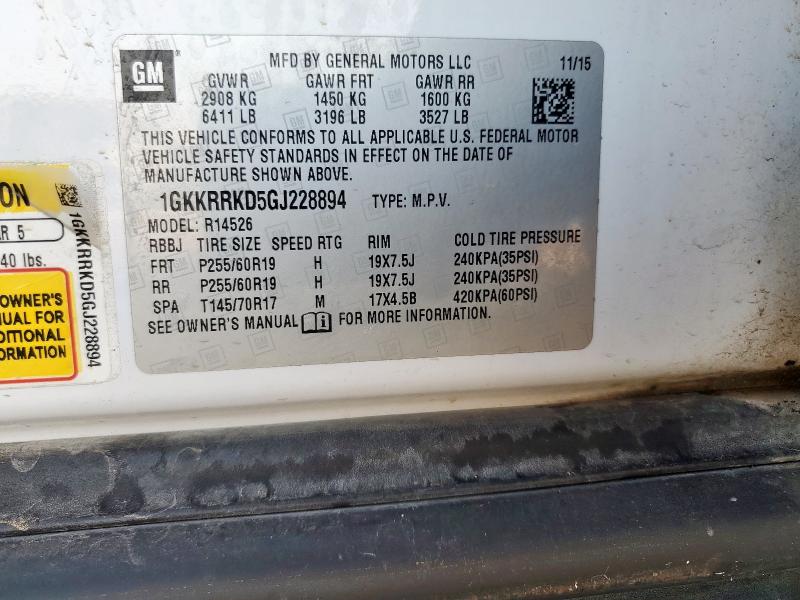 GM
MFD BY GENERAL MOTORS LLC 11/15
GVWR GAWR FRT GAWR RR
2908 KG 1450 KG 1600 KG
6411 LB 3196 LB 3527 LB
THIS VEHICLE CONFORMS TO ALL APPLICABLE U.S. FEDERAL MOTOR
VEHICLE SAFETY STANDARDS IN EFFECT ON THE DATE OF
MANUFACTURE SHOWN ABOVE.
1GKKRRKD5GJ228894 TYPE: M.P.V.
MODEL: R14526
RBBJ TIRE SIZE SPEED RTG RIM COLD TIRE PRESSURE
FRT P255/60R19 H 19X7.5J 240KPA(35PSI)
RR P255/60R19 H 19X7.5J 240KPA(35PSI)
SPA T145/70R17 M 17X4.5B 420KPA(60PSI)
SEE OWNER'S MANUAL FOR MORE INFORMATION.
ON
R 5
40 lbs.
OWNER'S
UAL FOR
DITIONAL
ORMATION
1GKKRRKD5GJ228894